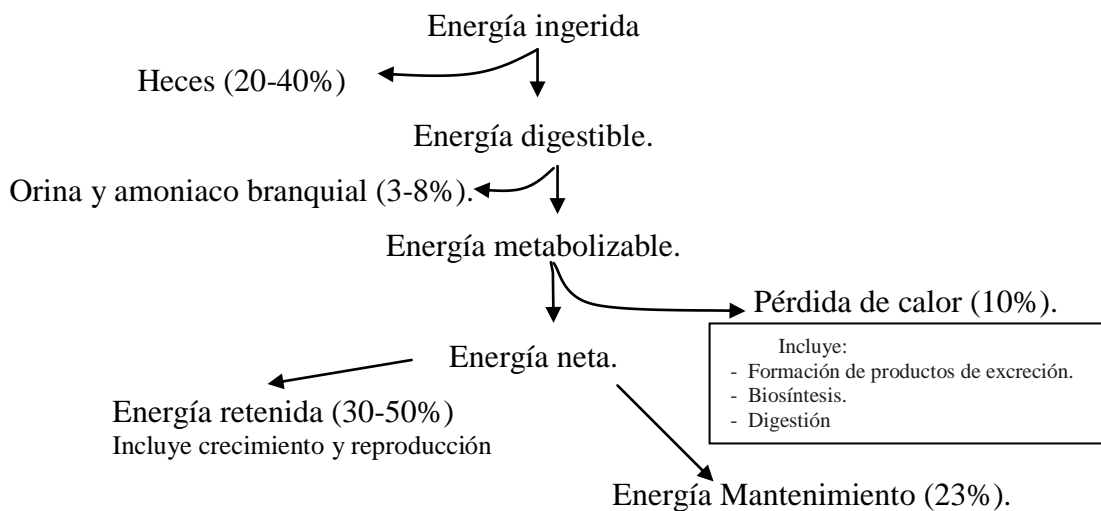 Energía ingerida
Heces (20-40%)
Energía digestible.
Orina y amoniaco branquial (3-8%).
Energía metabolizable.
Pérdida de calor (10%).
Incluye:
- Formación de productos de excreción.
- Biosíntesis.
- Digestión
Energía neta.
Energía retenida (30-50%)
Incluye crecimiento y reproducción
Energía Mantenimiento (23%).